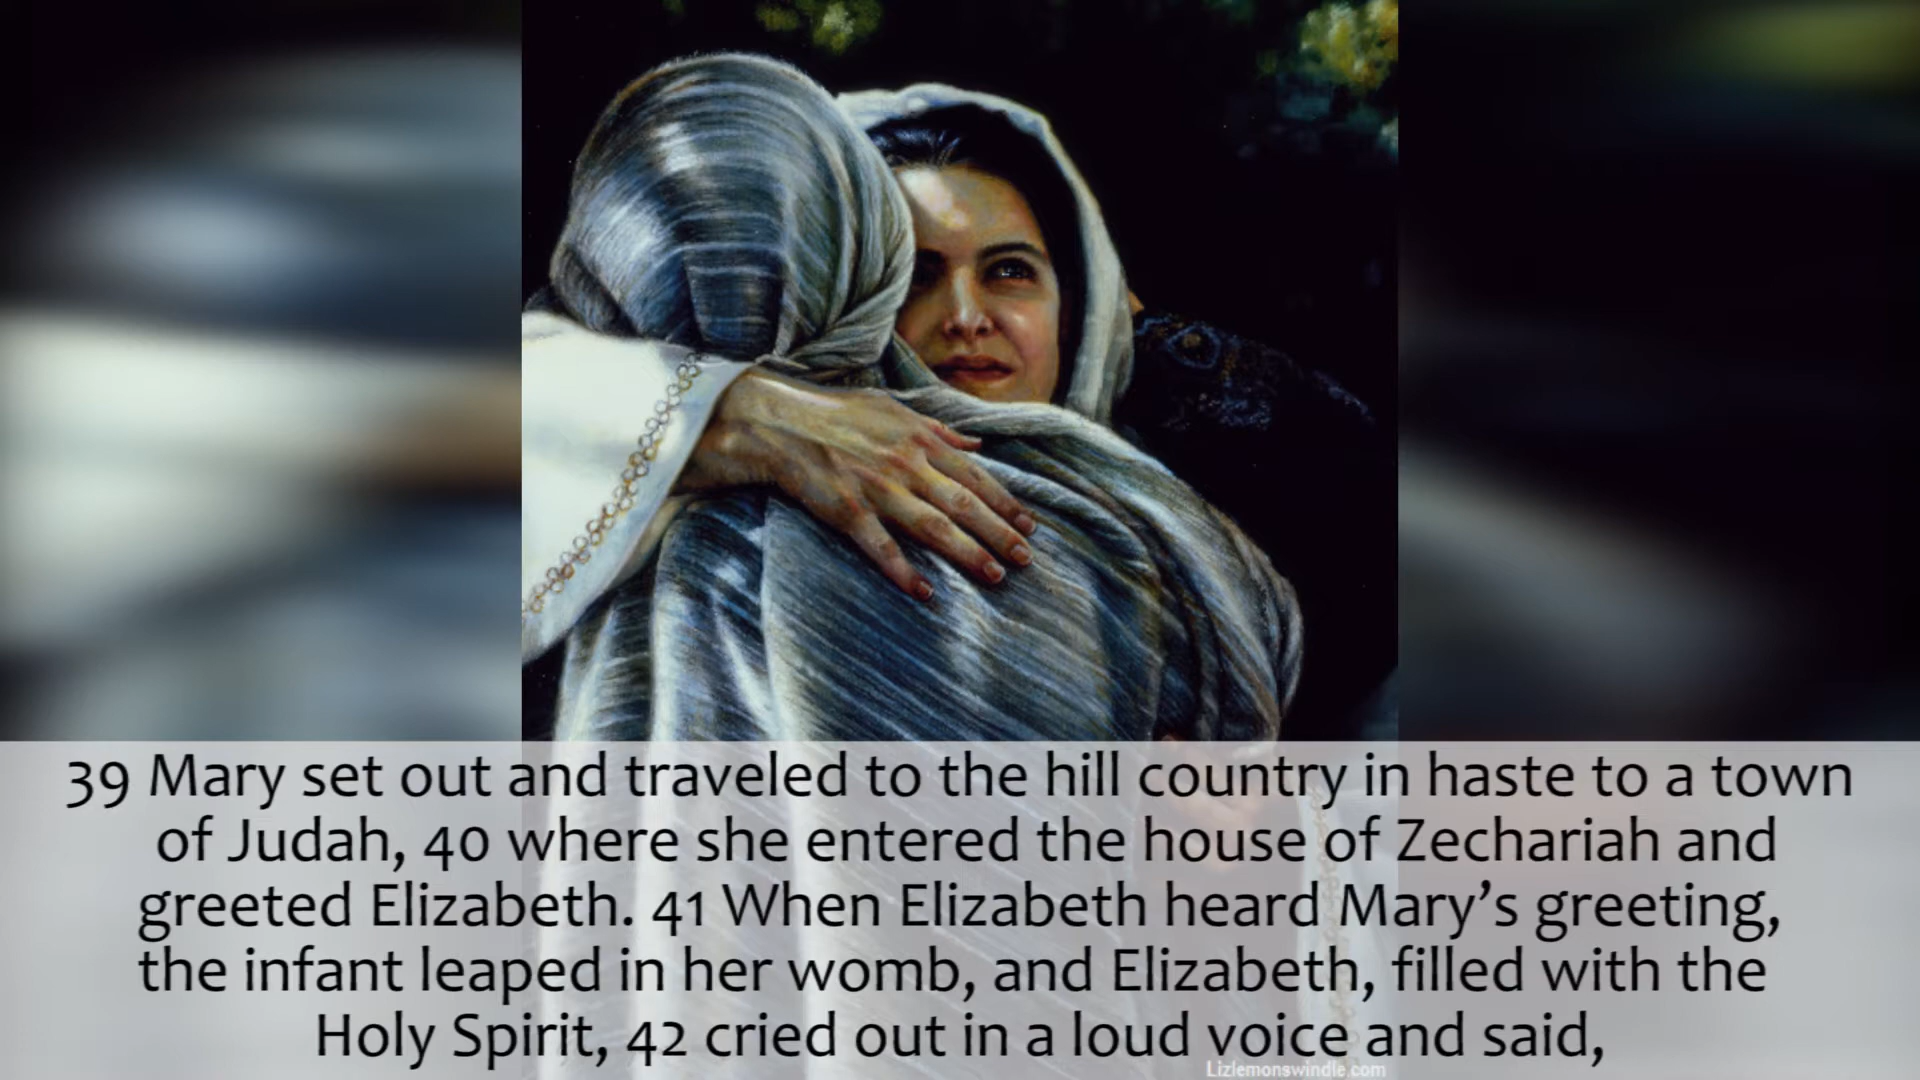 39 Mary set out and traveled to the hill country in haste to a town
of Judah, 40 where she entered the house of Zechariah and
greeted Elizabeth. 41 When Elizabeth heard Mary’s greeting,
the infant leaped in her womb, and Elizabeth, filled with the
Holy Spirit, 42 cried out in a loud voice and said,
Lizlemonswindle.com